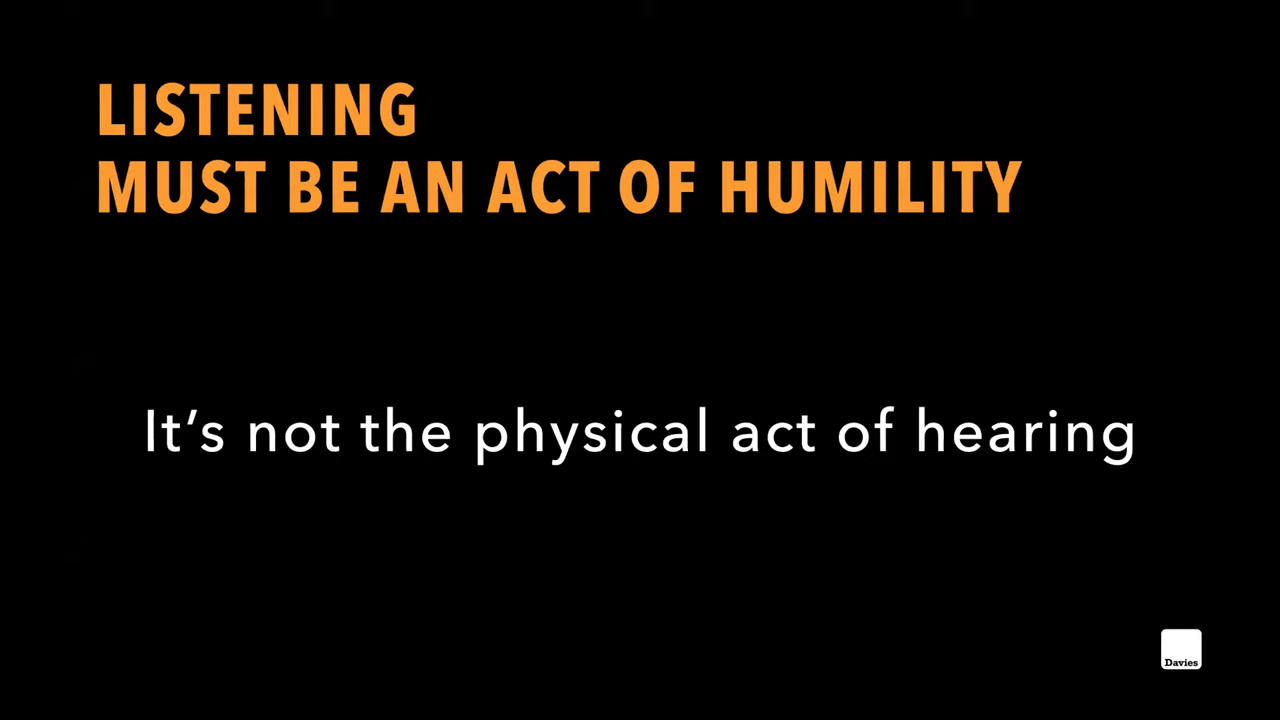 LISTENING
MUST BE AN ACT OF HUMILITY
It’s not the physical act of hearing
Davies